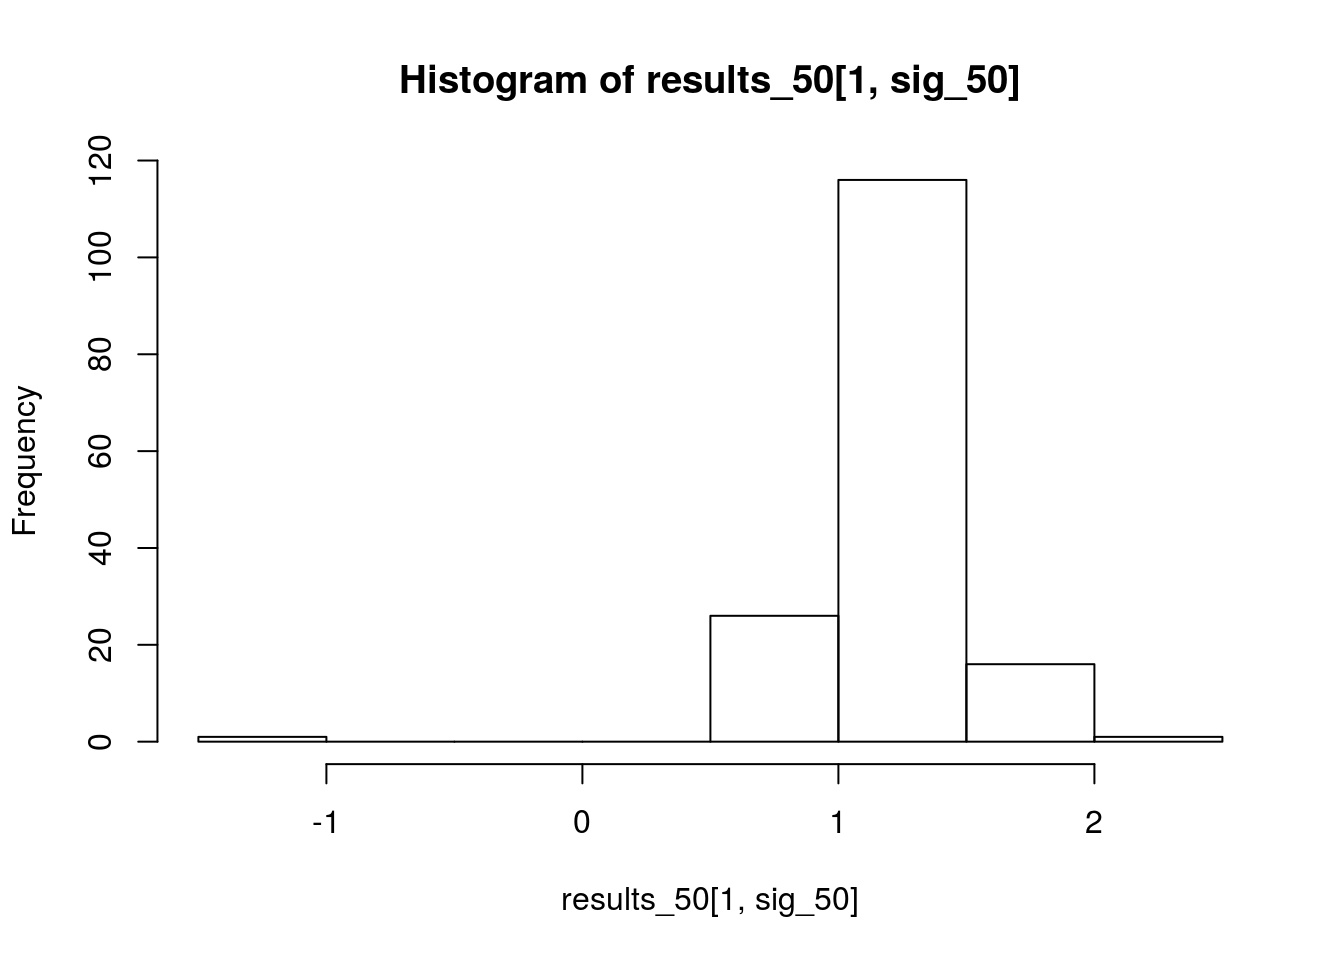 Histogram of results_50[1, sig_50]
120
100
80
60
40
20
0
Frequency
-1 0 1 2
results_50[1, sig_50]